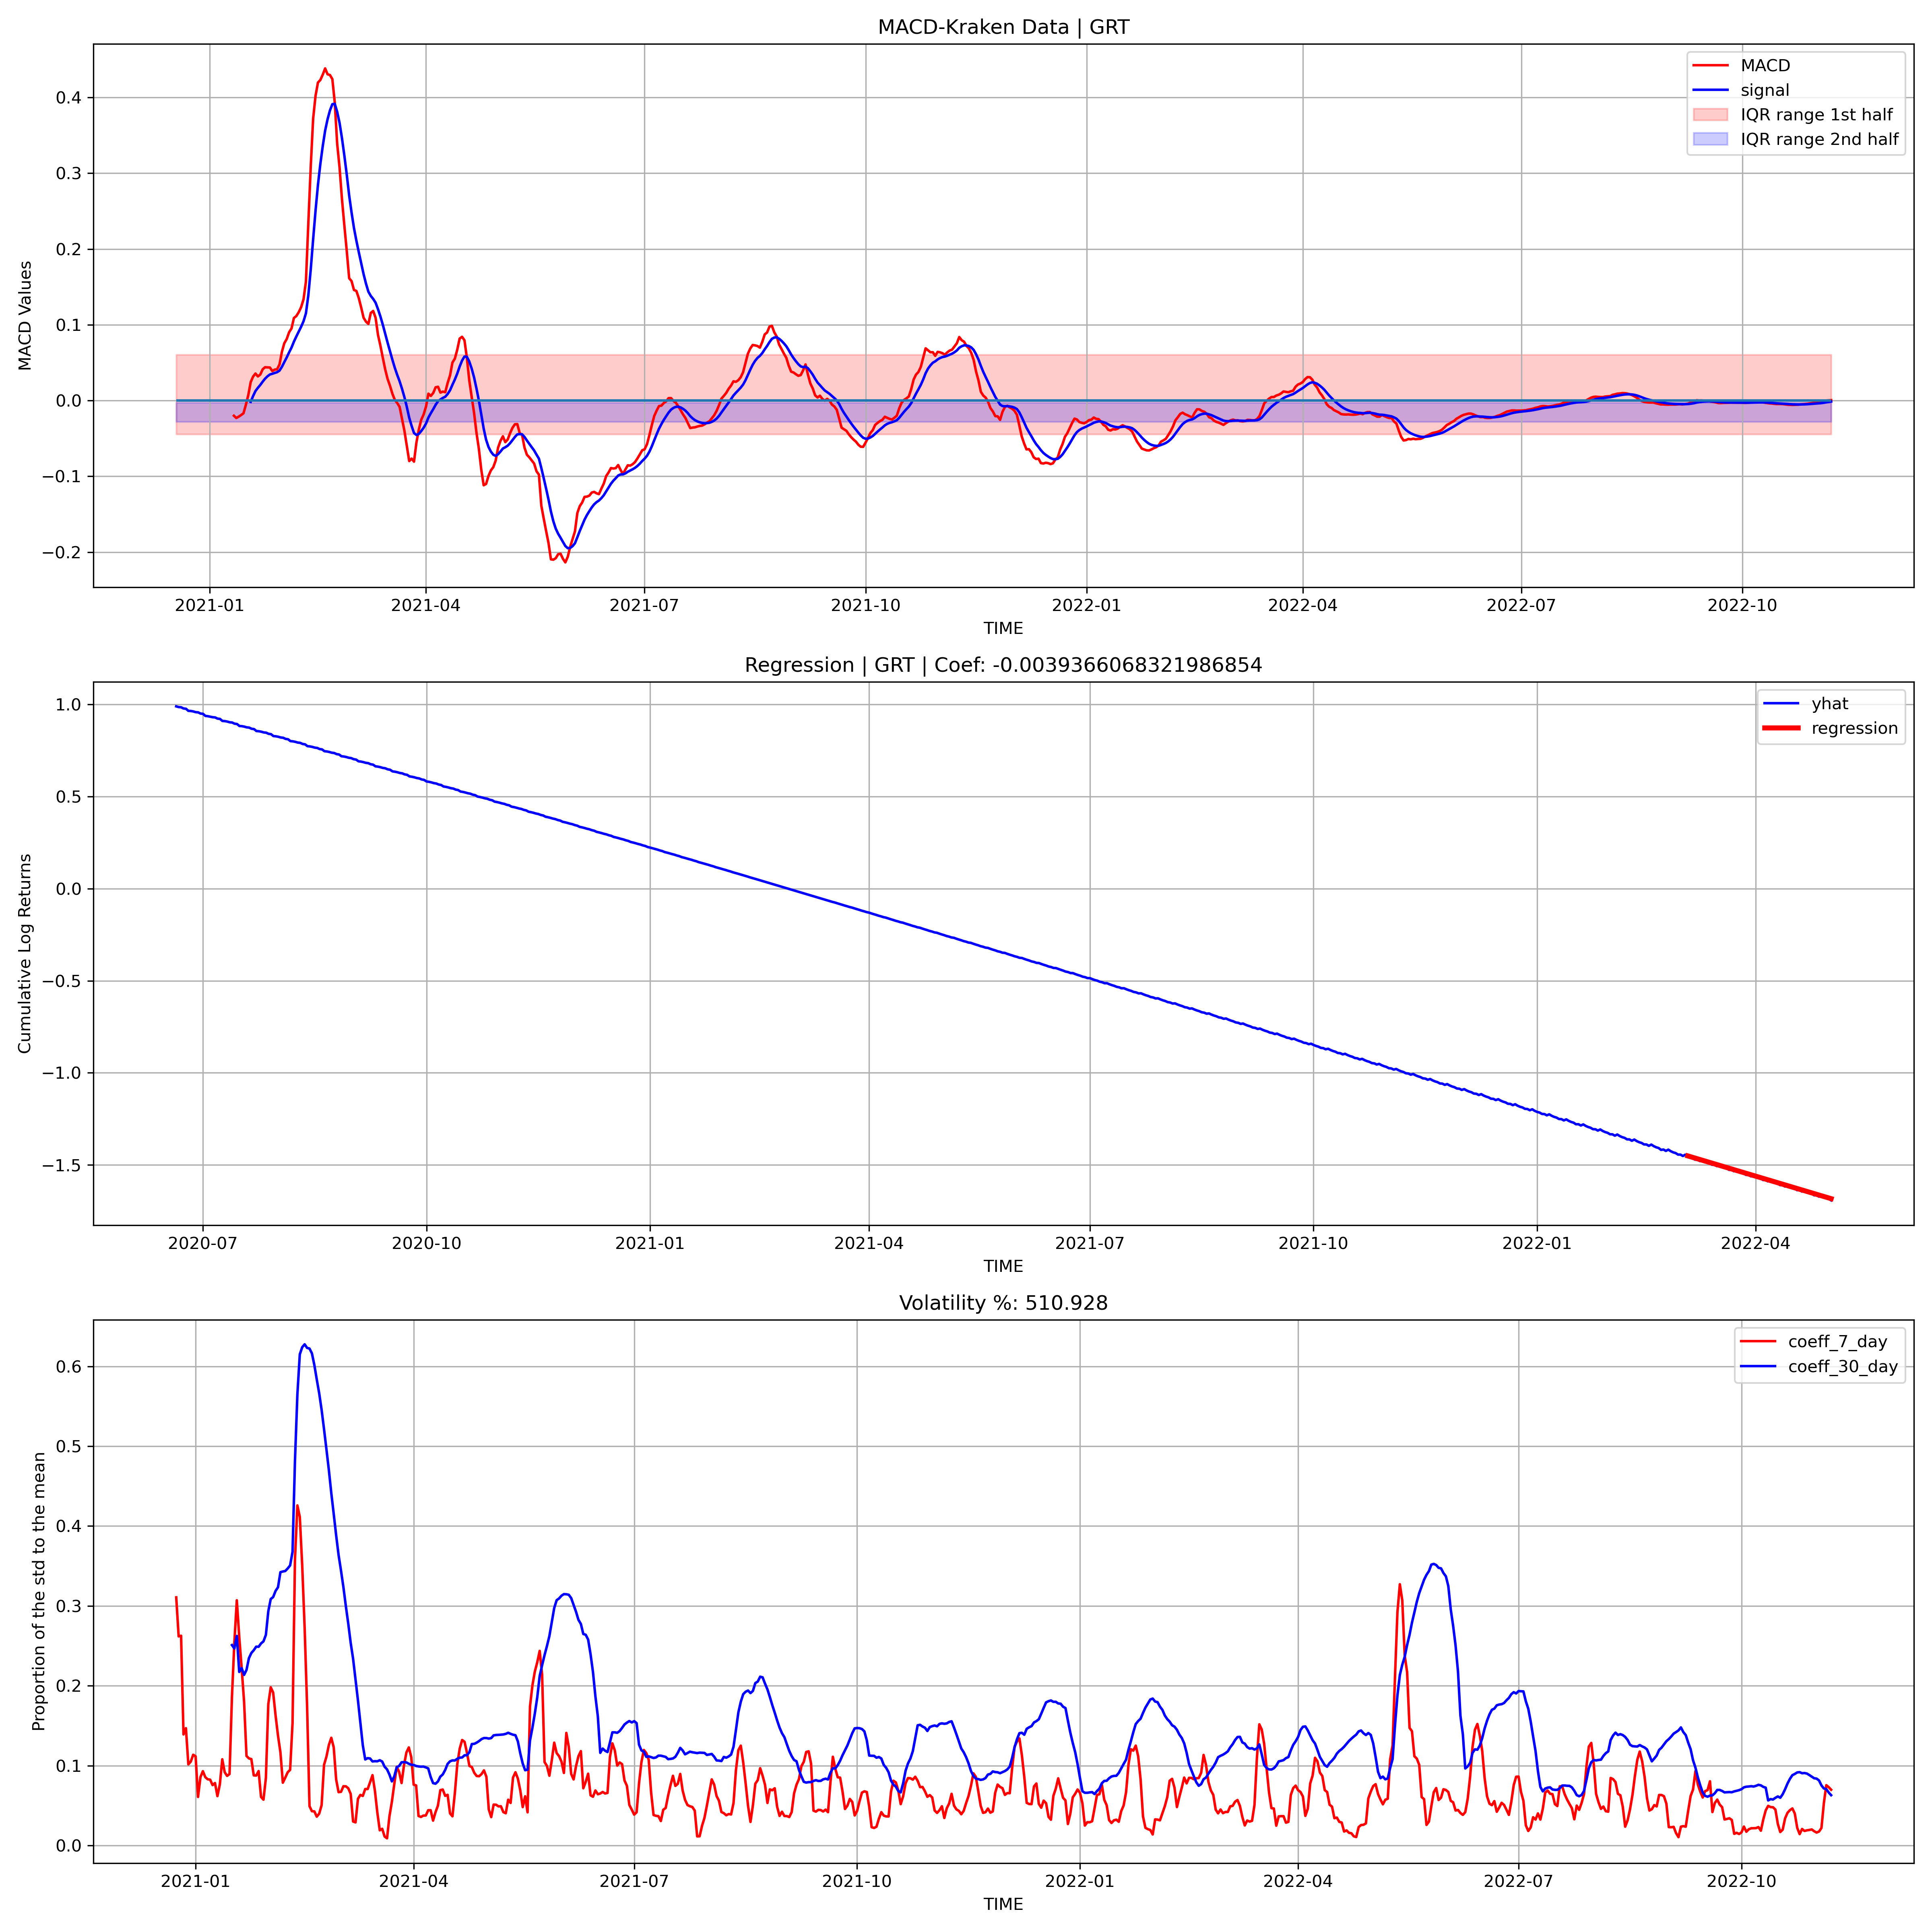 MACD-Kraken Data | GRT
MACD Values
0.4
0.3
0.2
0.1
0.0
−0.1
−0.2
MACD
signal
IQR range 1st half
IQR range 2nd half
2021-01 2021-04 2021-07 2021-10 2022-01 2022-04 2022-07 2022-10
TIME
Regression | GRT | Coef: -0.0039366068321986854
Cumulative Log Returns
1.0
0.5
0.0
−0.5
−1.0
−1.5
yhat
regression
2020-07 2020-10 2021-01 2021-04 2021-07 2021-10 2022-01 2022-04
TIME
Volatility %: 510.928
Proportion of the std to the mean
0.6
0.5
0.4
0.3
0.2
0.1
0.0
coeff_7_day
coeff_30_day
2021-01 2021-04 2021-07 2021-10 2022-01 2022-04 2022-07 2022-10
TIME